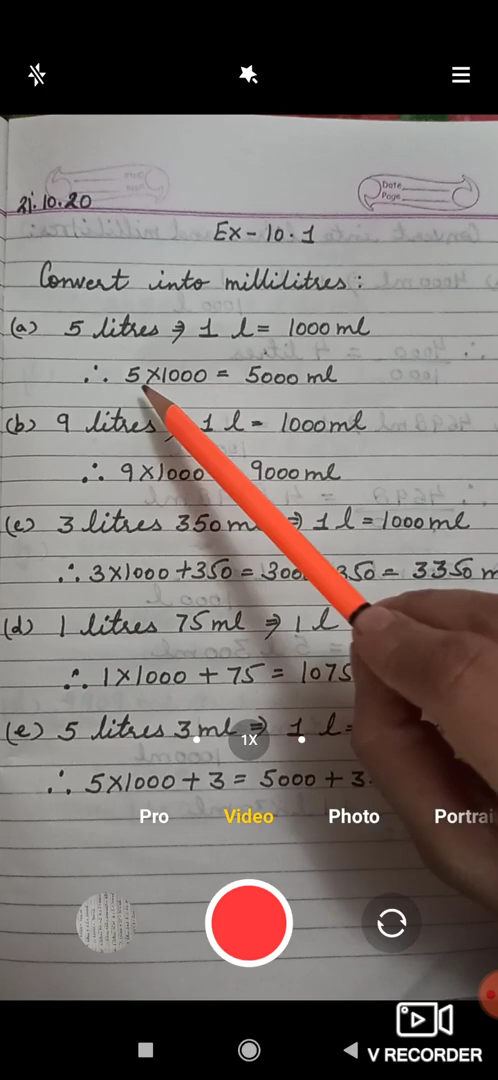 Date
Page
21.10.20
Ex-10.1
Convert into millilitres:
(a) 5 litres ⇒ 1 l = 1000 ml
∴ 5×1000 = 5000 ml
(b) 9 litres 1 l = 1000 ml
∴ 9×1000 9000 ml
(c) 3 litres 350 m ⇒ 1 l = 1000 ml
∴ 3×1000 + 350 = 300 350 = 3350 m
(d) 1 litres 75 ml ⇒ 1 l
∴ 1×1000 + 75 = 1075
(e) 5 litres 3 ml ⇒ 1 l =
∴ 5×1000 + 3 = 5000 + 3
1X
Pro Video Photo Portrai
V RECORDER